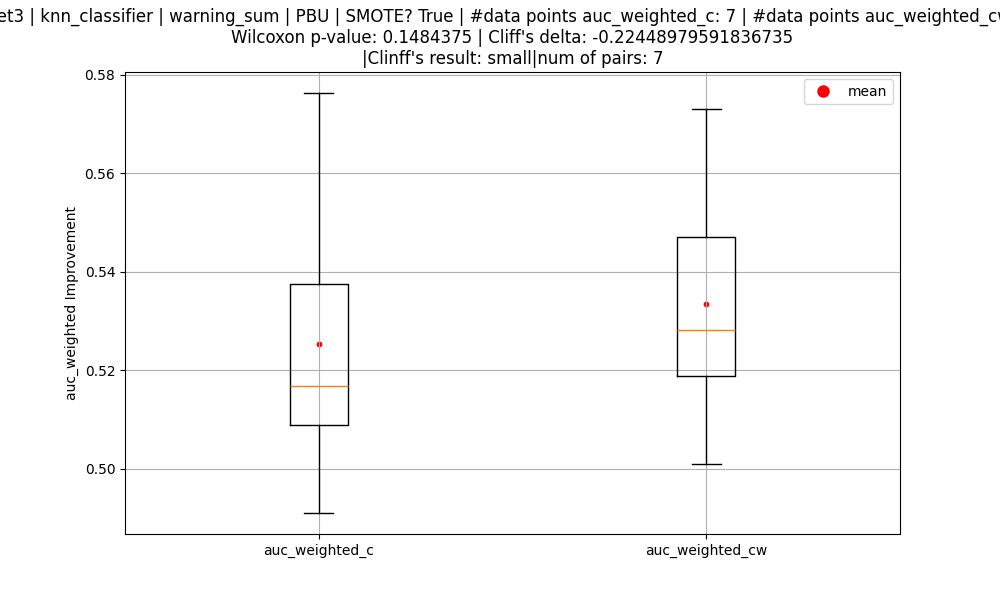 et3 | knn_classifier | warning_sum | PBU | SMOTE? True | #data points auc_weighted_c: 7 | #data points auc_weighted_cw
Wilcoxon p-value: 0.1484375 | Cliff's delta: -0.22448979591836735
|Clinff's result: small|num of pairs: 7
mean
0.58
0.56
0.54
0.52
0.50
auc_weighted Improvement
auc_weighted_c
auc_weighted_cw